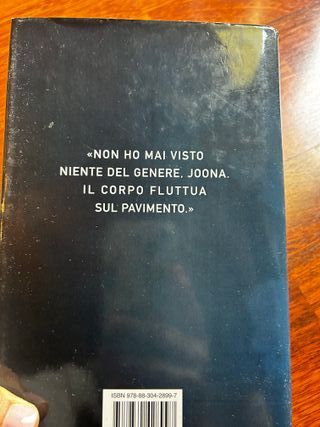 «NON HO MAI VISTO
NIENTE DEL GENERE, JOONA.
IL CORPO FLUTTUA
SUL PAVIMENTO.»
ISBN 978-88-304-2899-7